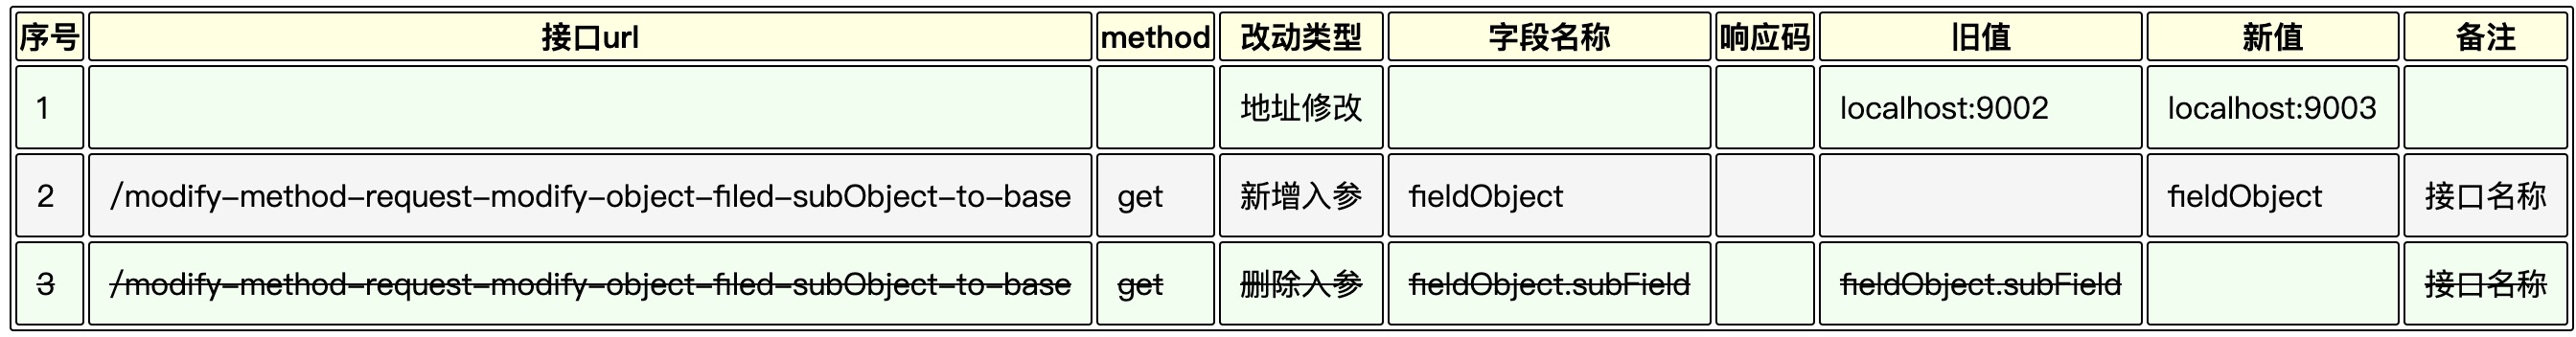 序号 接口url method 改动类型 字段名称 响应码 旧值 新值 备注
1 地址修改 localhost:9002 localhost:9003
2 /modify-method-request-modify-object-filed-subObject-to-base get 新增入参 fieldObject fieldObject 接口名称
3 /modify-method-request-modify-object-filed-subObject-to-base get 删除入参 fieldObject.subField fieldObject.subField 接口名称